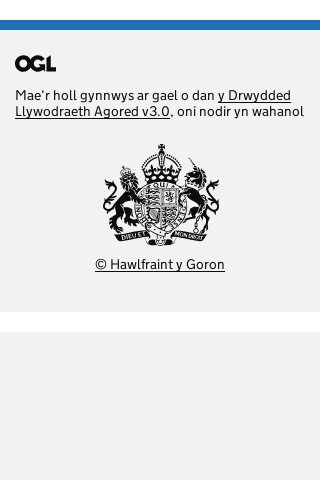 OGL
Mae'r holl gynnwys ar gael o dan y Drwydded
Llywodraeth Agored v3.0, oni nodir yn wahanol
DIEU ET MON DROIT
© Hawlfraint y Goron